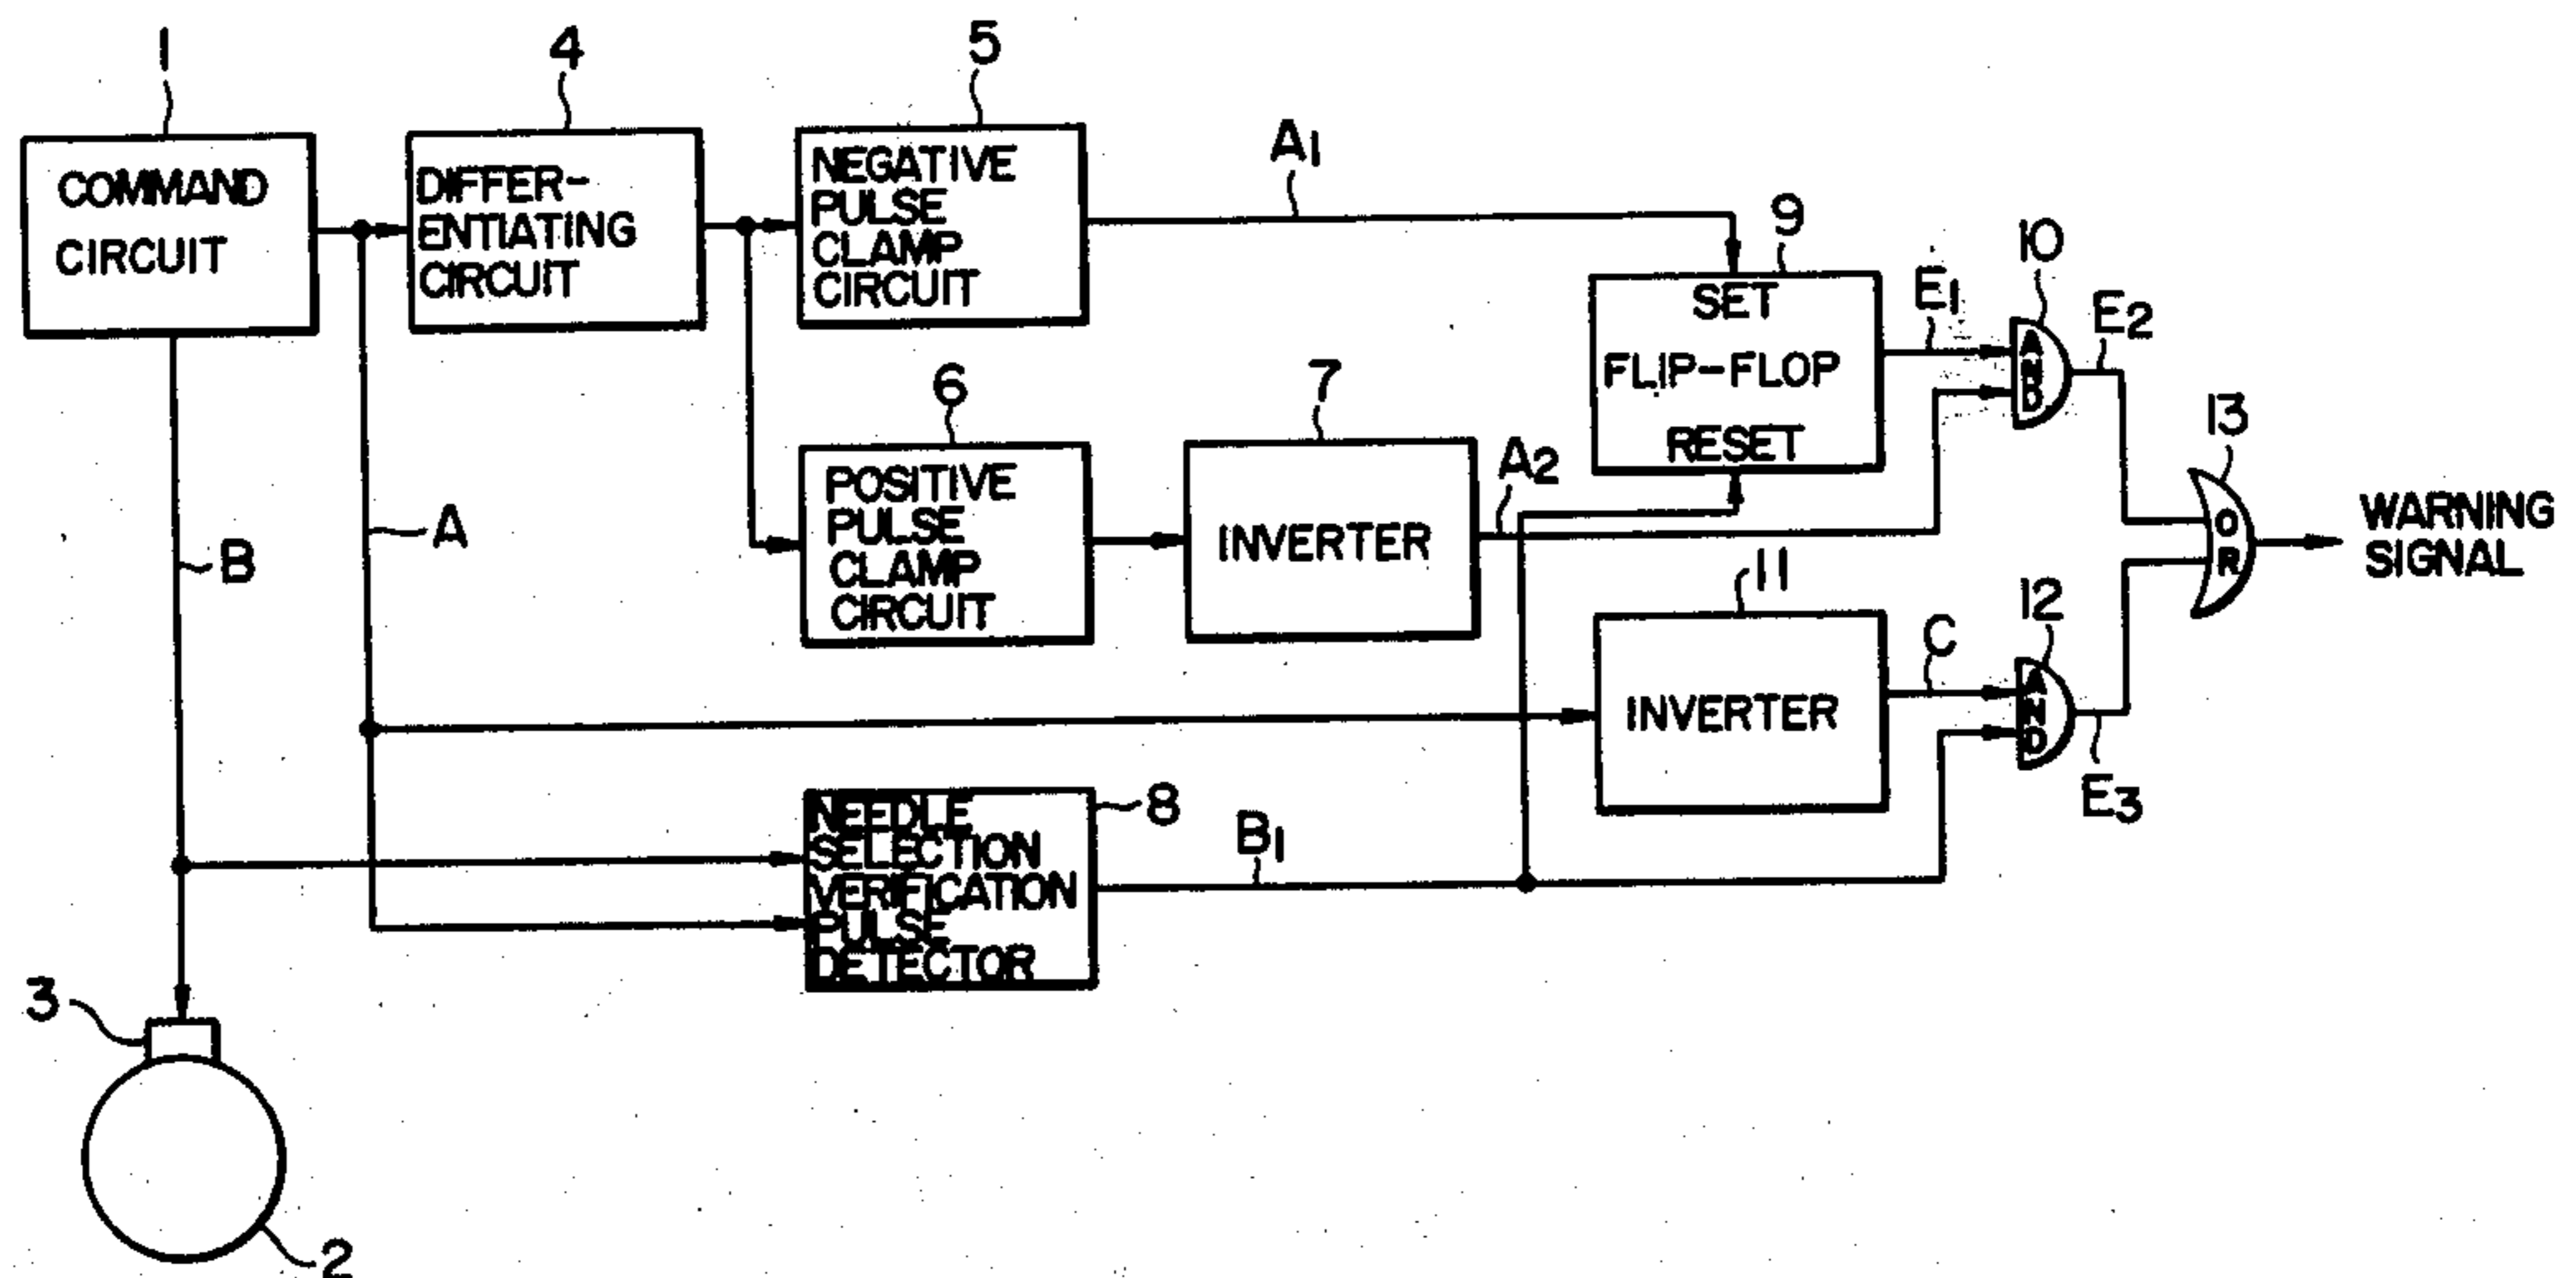 1
4
5
COMMAND
CIRCUIT
DIFFER-
ENTIATING
CIRCUIT
NEGATIVE
PULSE
CLAMP
CIRCUIT
A1
9
SET
FLIP-FLOP
RESET
E1
10
AND
E2
6
POSITIVE
PULSE
CLAMP
CIRCUIT
7
INVERTER
A2
13
OR
WARNING
SIGNAL
A
B
11
INVERTER
C
12
AND
E3
8
NEEDLE
SELECTION
VERIFICATION
PULSE
DETECTOR
B1
3
2